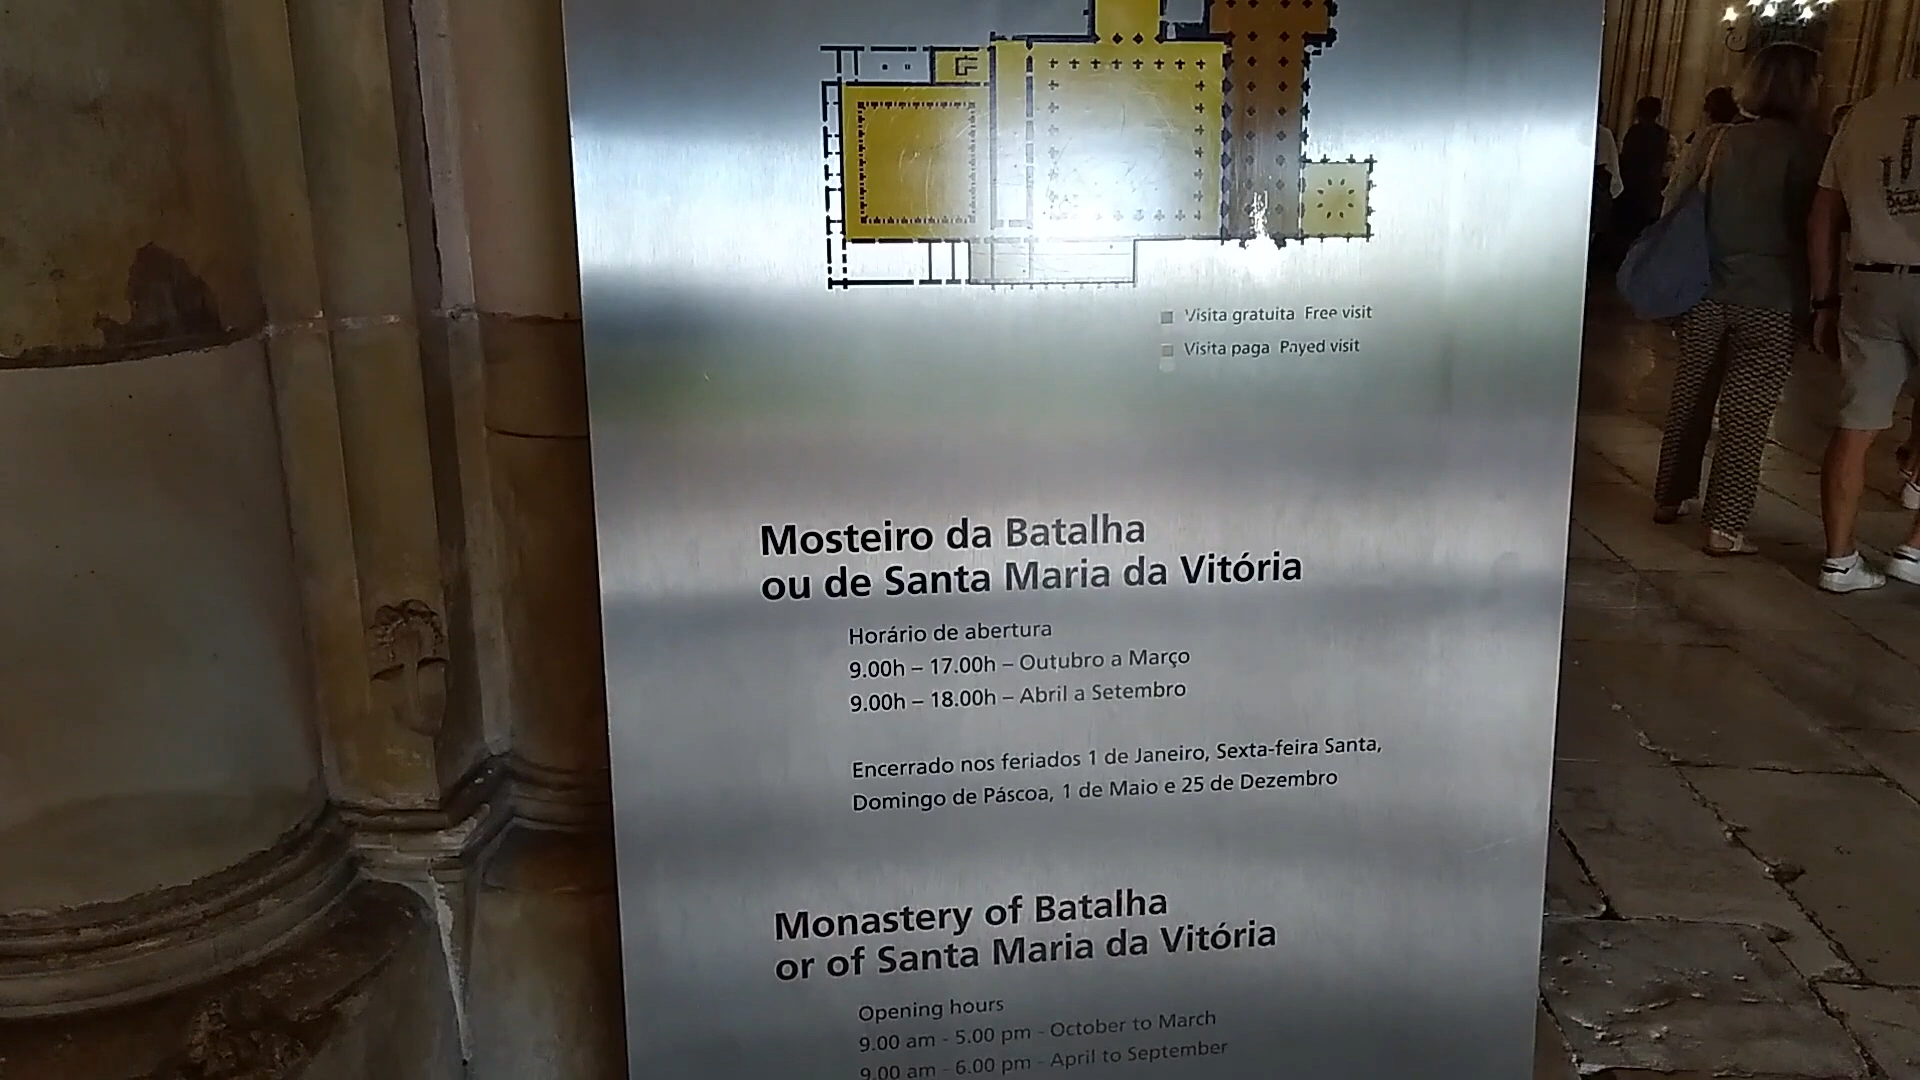 Visita gratuita Free visit
Visita paga Payed visit
Mosteiro da Batalha
ou de Santa Maria da Vitória
Horário de abertura
9.00h – 17.00h – Outubro a Março
9.00h – 18.00h – Abril a Setembro
Encerrado nos feriados 1 de Janeiro, Sexta-feira Santa,
Domingo de Páscoa, 1 de Maio e 25 de Dezembro
Monastery of Batalha
or of Santa Maria da Vitória
Opening hours
9.00 am - 5.00 pm - October to March
9.00 am - 6.00 pm - April to September